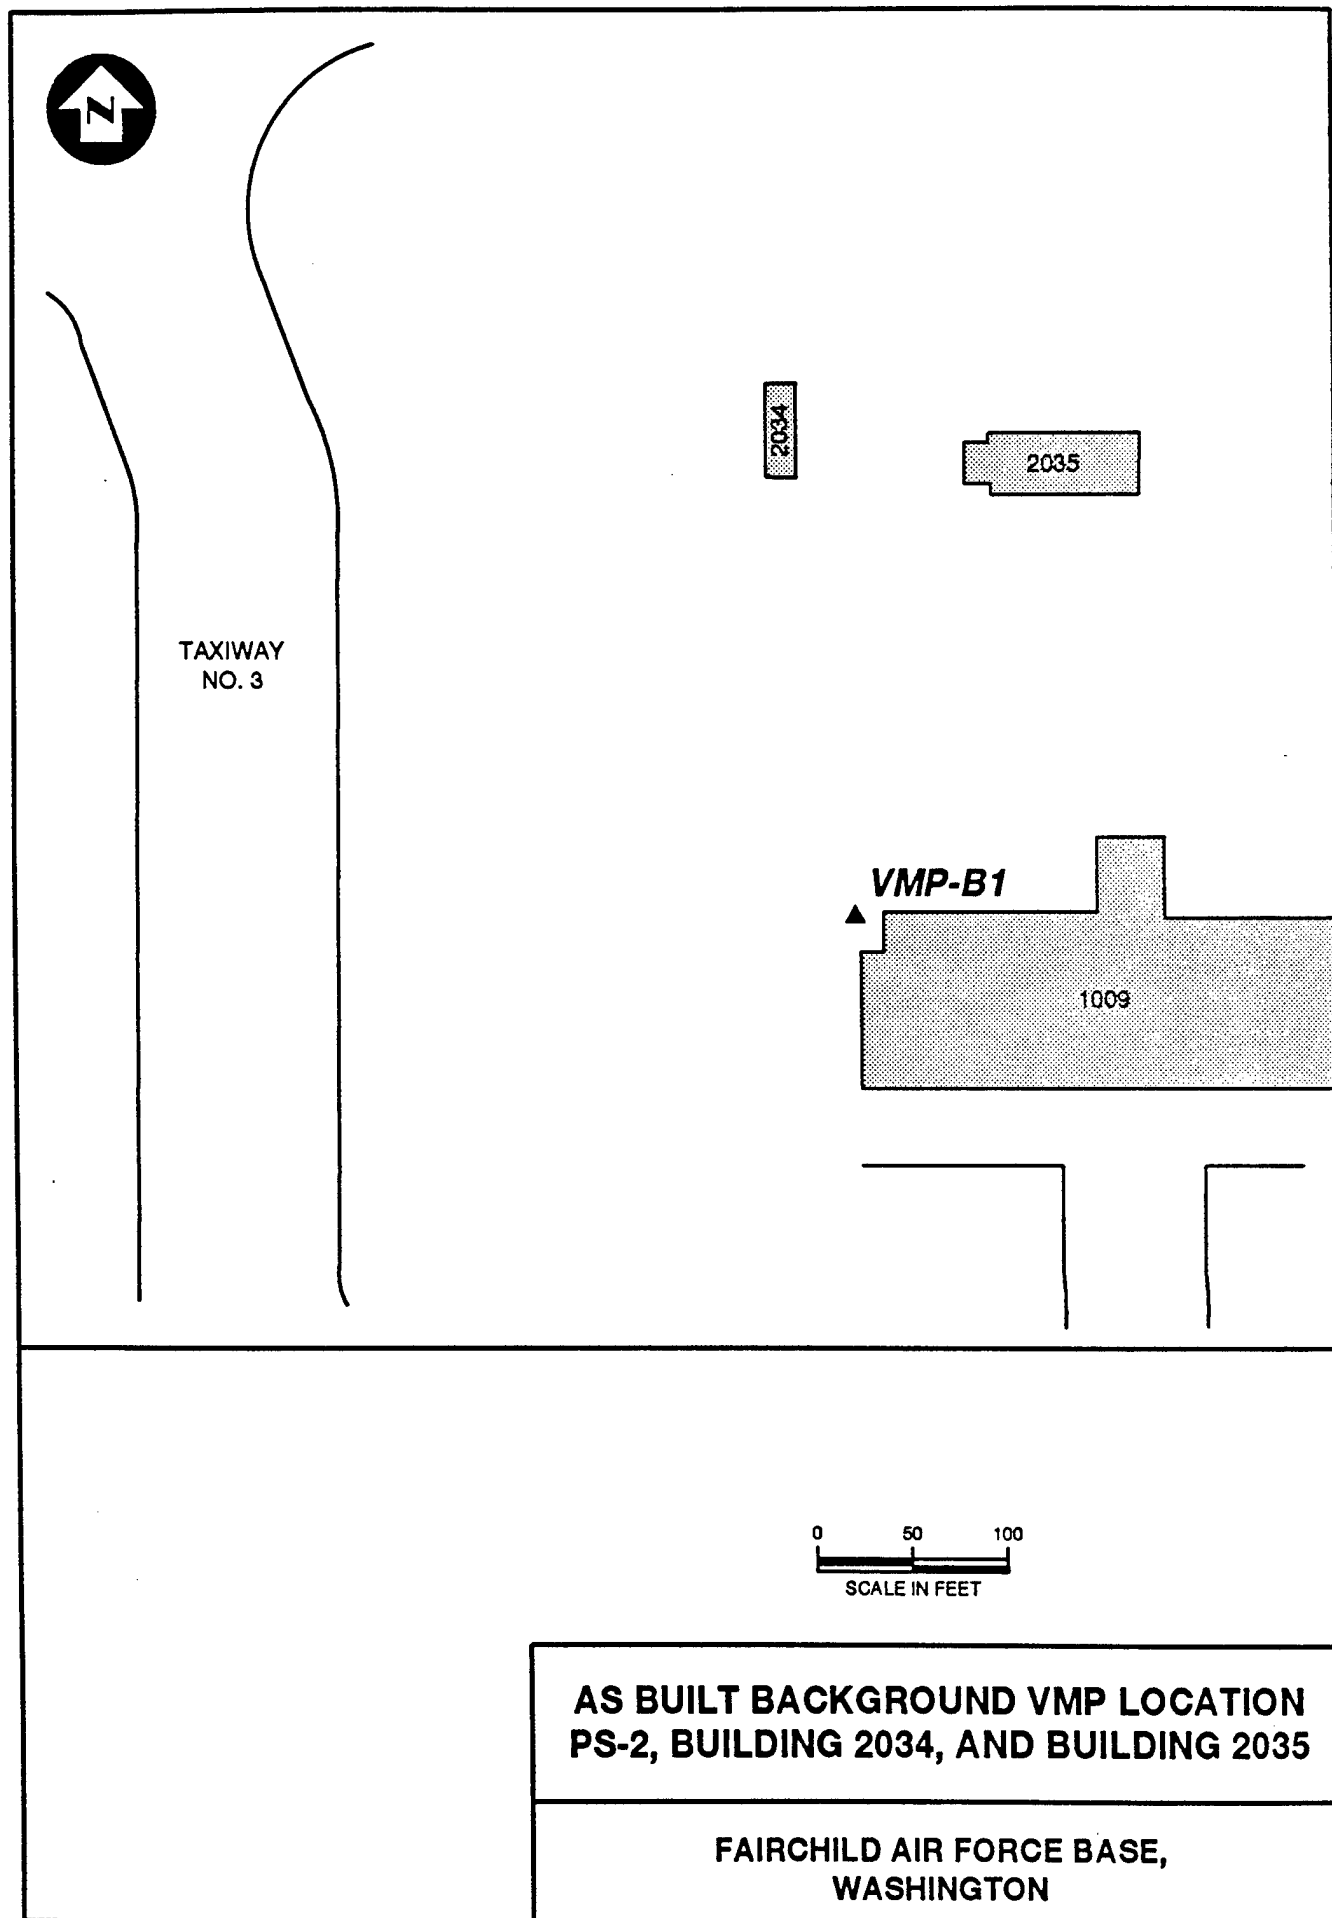 N
2034
2035
TAXIWAY
NO. 3
VMP-B1
1009
0 50 100
SCALE IN FEET
AS BUILT BACKGROUND VMP LOCATION
PS-2, BUILDING 2034, AND BUILDING 2035
FAIRCHILD AIR FORCE BASE,
WASHINGTON